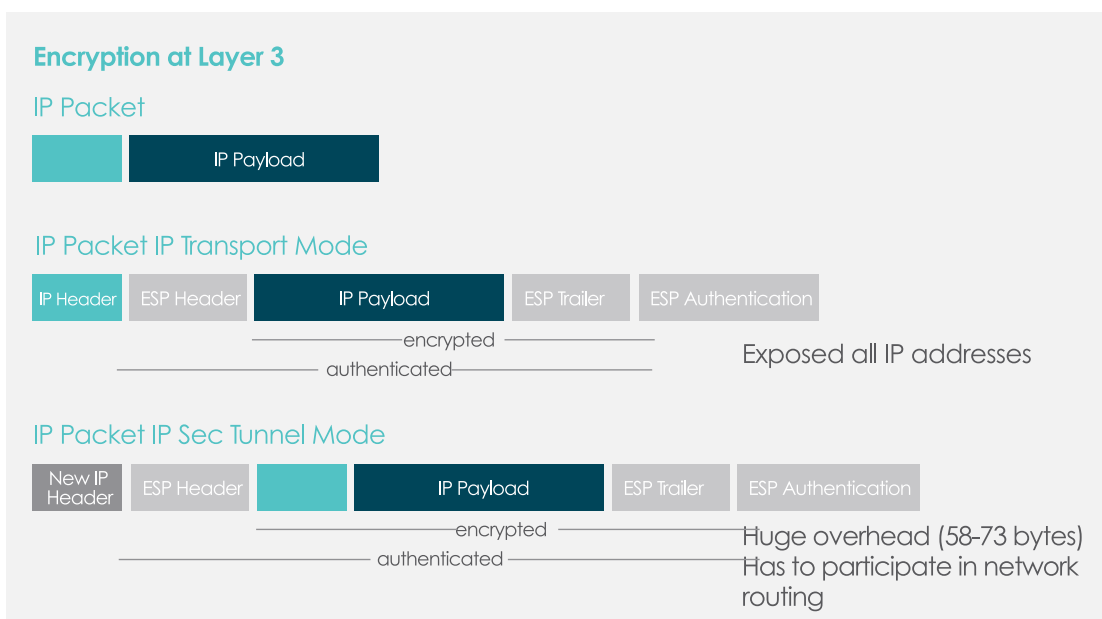 Encryption at Layer 3
IP Packet
IP Payload
IP Packet IP Transport Mode
IP Header ESP Header IP Payload ESP Trailer ESP Authentication
encrypted
authenticated
Exposed all IP addresses
IP Packet IP Sec Tunnel Mode
New IP
Header
ESP Header IP Payload ESP Trailer ESP Authentication
encrypted
authenticated
Huge overhead (58-73 bytes)
Has to participate in network
routing